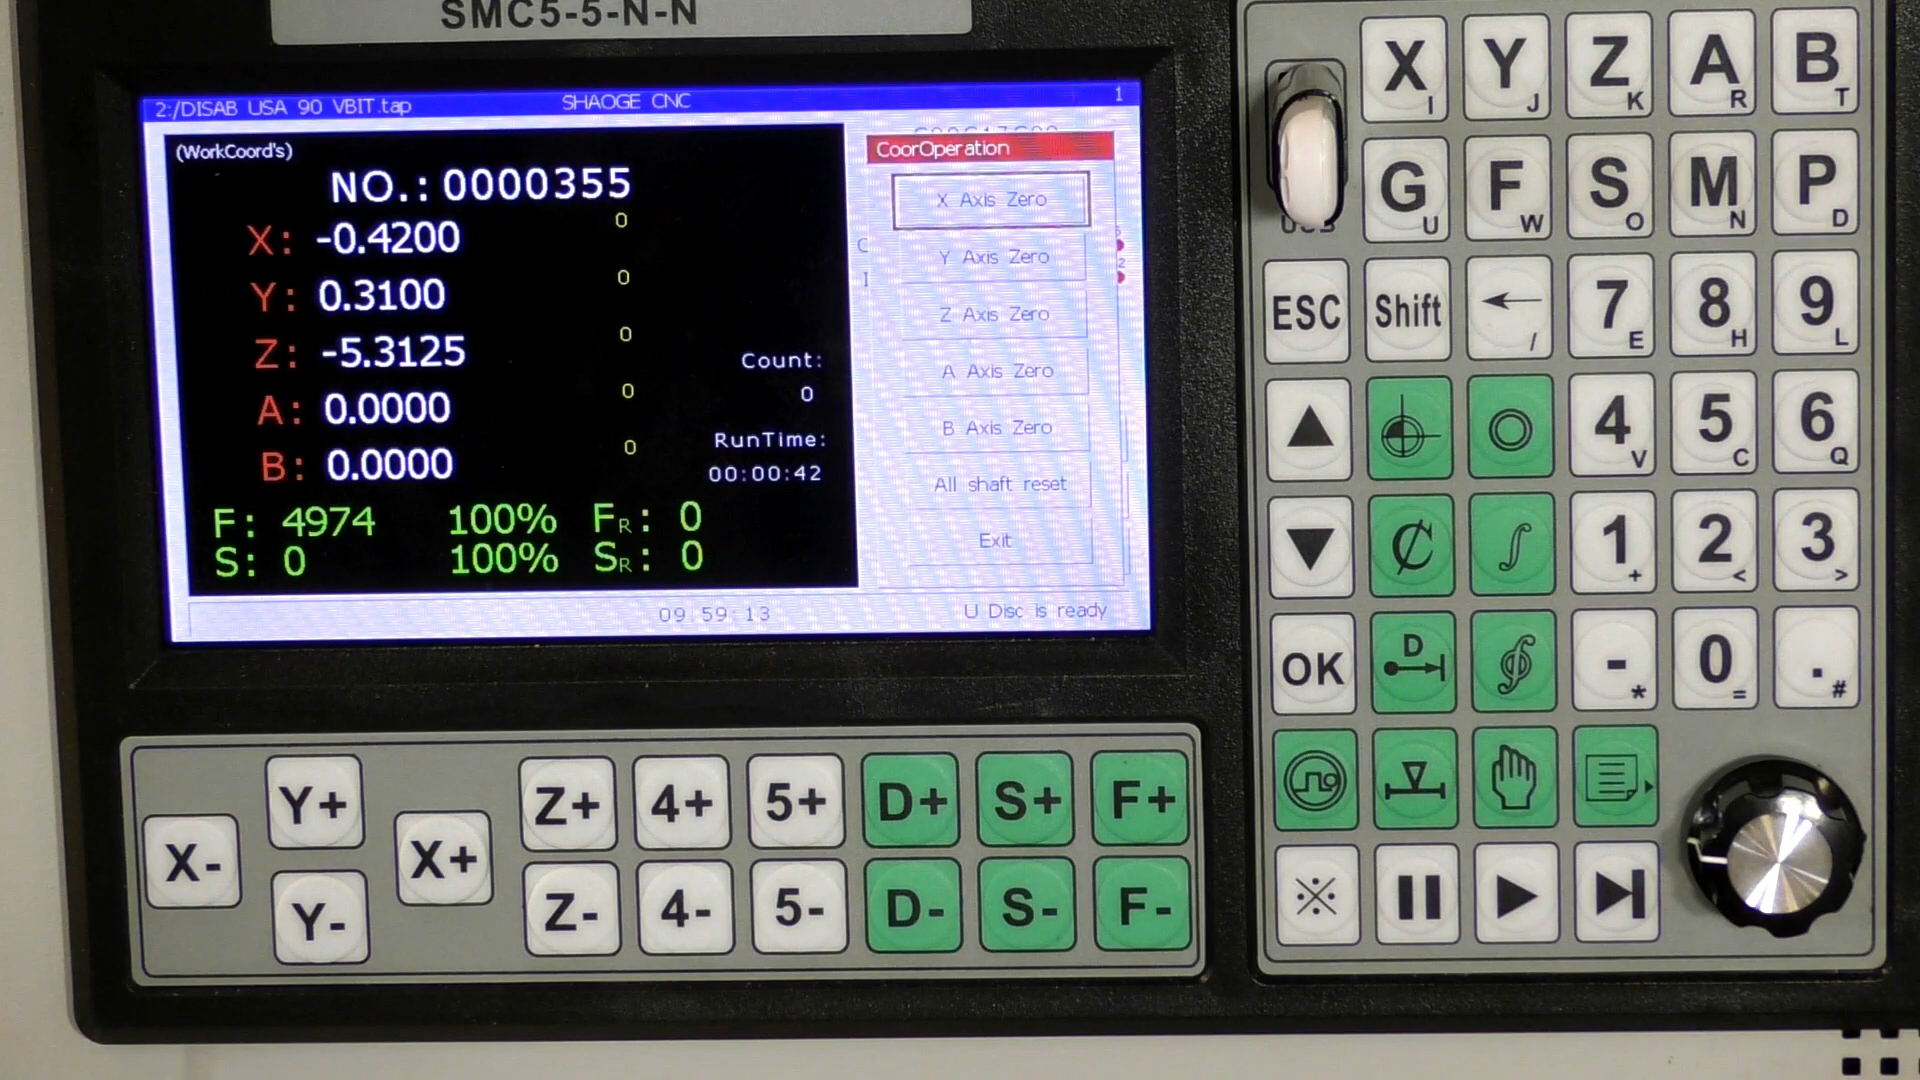 SMC5-5-N-N
2:/DISAB USA 90 VBIT.tap SHAOGE CNC 1
(WorkCoord's)
NO.: 0000355
X: -0.4200 0
Y: 0.3100 0
Z: -5.3125 0
A: 0.0000 0
B: 0.0000 0
Count:
0
RunTime:
00:00:42
F: 4974 100% FR: 0
S: 0 100% SR: 0
CoorOperation
X Axis Zero
Y Axis Zero
Z Axis Zero
A Axis Zero
B Axis Zero
All shaft reset
Exit
09:59:13 U Disc is ready
X I Y J Z K A R B T
USB G U F W S O M N P D
ESC Shift ← / 7 E 8 H 9 L
4 V 5 C 6 Q
1 + 2 < 3 >
OK D - * 0 = . #
X- Y+ Y- X+
Z+ 4+ 5+ D+ S+ F+
Z- 4- 5- D- S- F-